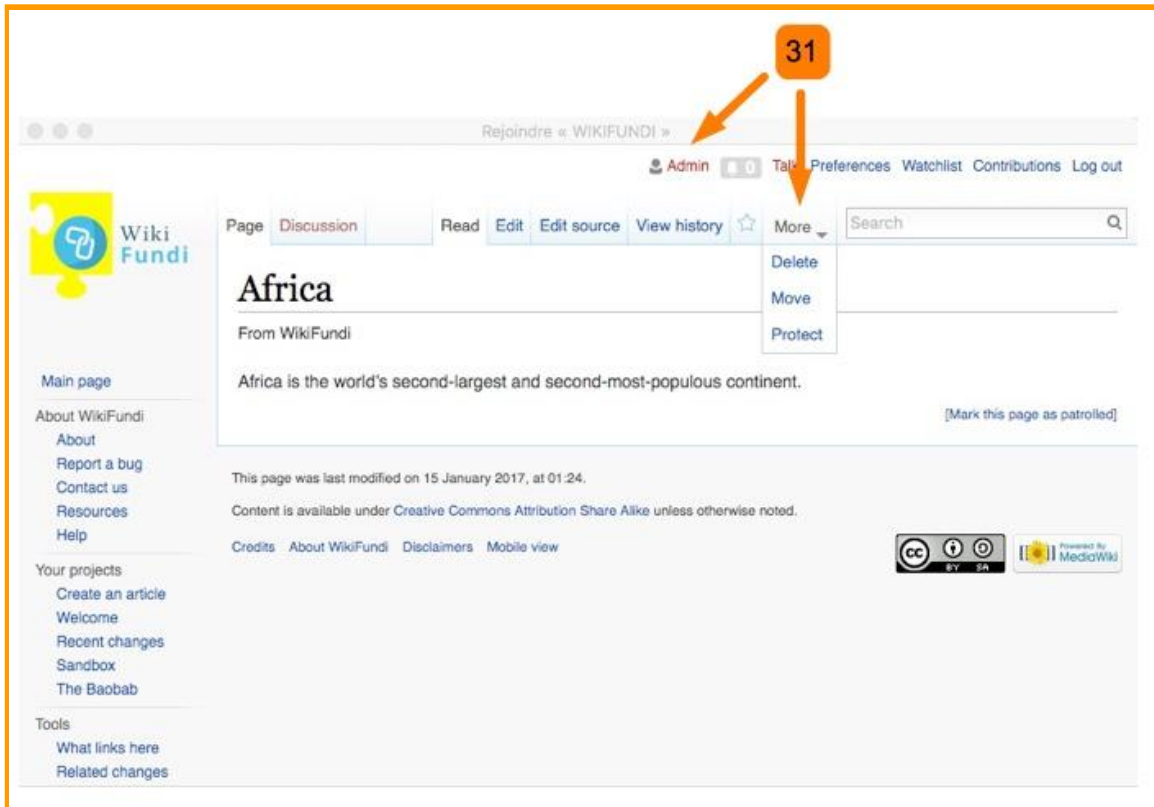 31
Rejoindre « WIKIFUNDI »
Admin 0 Talk Preferences Watchlist Contributions Log out
Wiki
Fundi
Page Discussion Read Edit Edit source View history More Search
Delete
Move
Protect
Africa
From WikiFundi
Africa is the world's second-largest and second-most-populous continent.
[Mark this page as patrolled]
Main page
About WikiFundi
About
Report a bug
Contact us
Resources
Help
Your projects
Create an article
Welcome
Recent changes
Sandbox
The Baobab
Tools
What links here
Related changes
This page was last modified on 15 January 2017, at 01:24.
Content is available under Creative Commons Attribution Share Alike unless otherwise noted.
Credits About WikiFundi Disclaimers Mobile view
cc BY SA
Powered By
MediaWiki